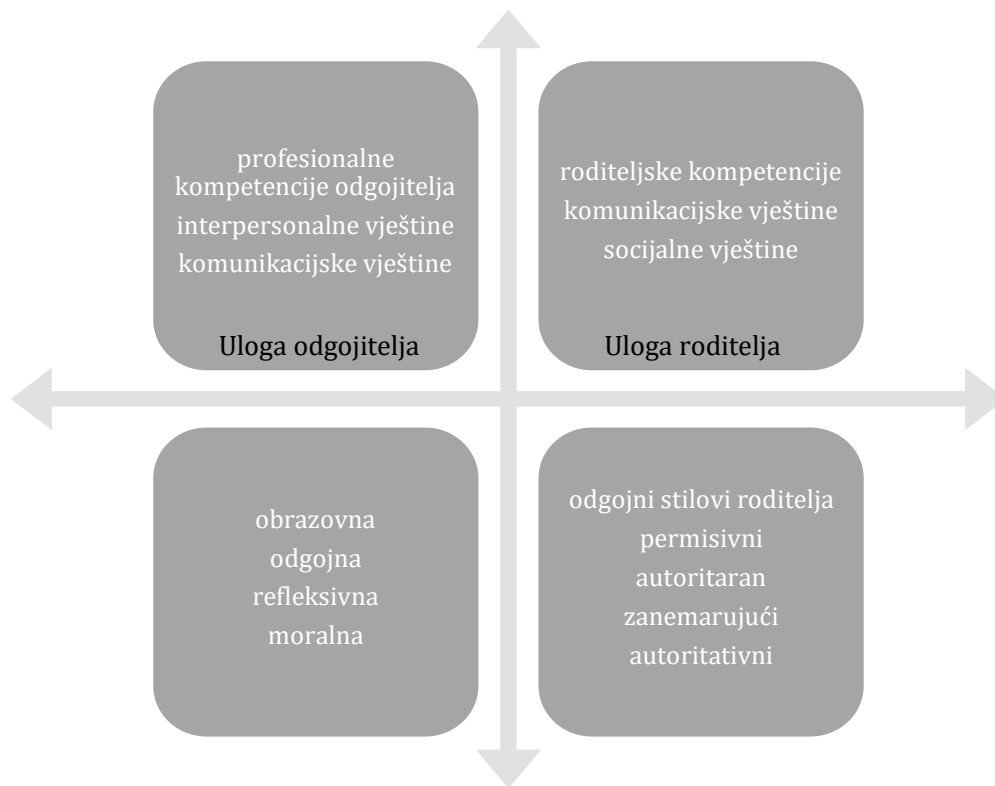 profesionalne
kompetencije odgojitelja
interpersonalne vještine
komunikacijske vještine
Uloga odgojitelja
roditeljske kompetencije
komunikacijske vještine
socijalne vještine
Uloga roditelja
obrazovna
odgojna
refleksivna
moralna
odgojni stilovi roditelja
permisivni
autoritaran
zanemarujući
autoritativni